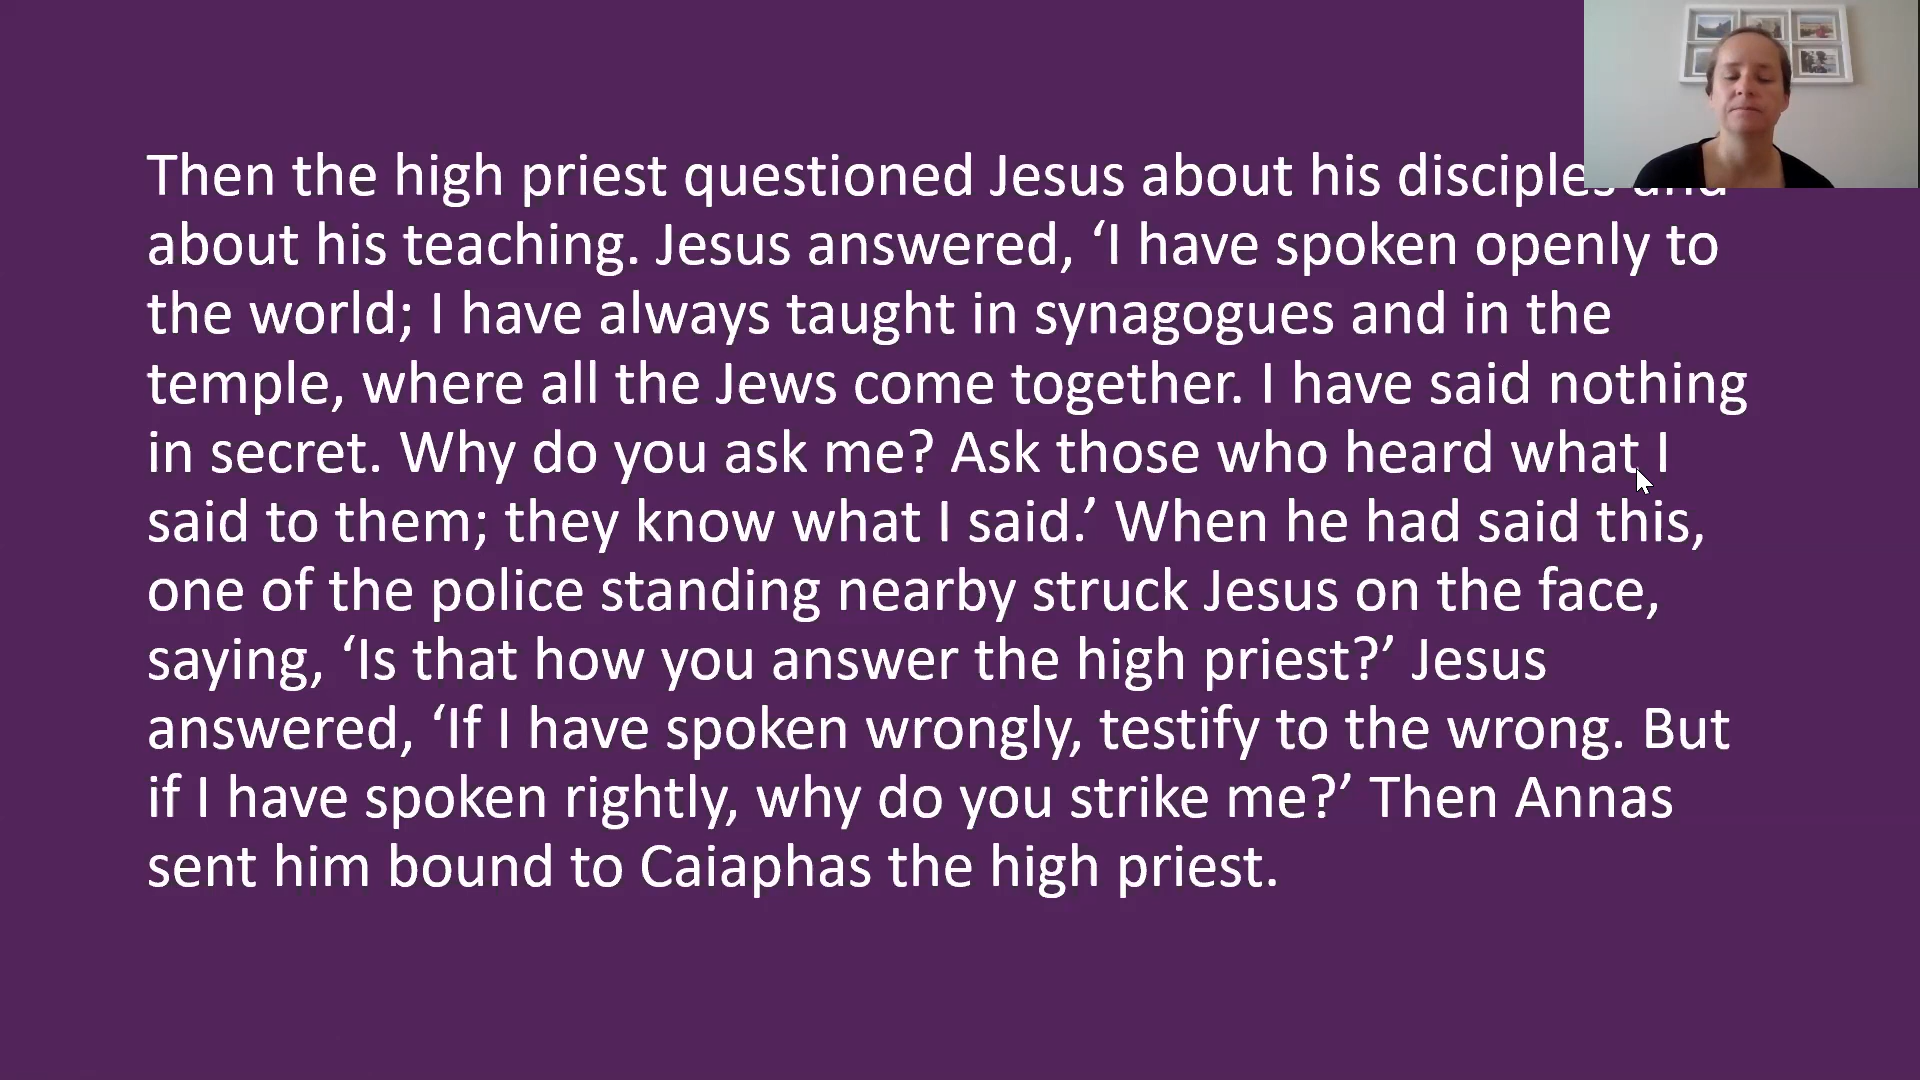 Then the high priest questioned Jesus about his disciples and
about his teaching. Jesus answered, ‘I have spoken openly to
the world; I have always taught in synagogues and in the
temple, where all the Jews come together. I have said nothing
in secret. Why do you ask me? Ask those who heard what I
said to them; they know what I said.’ When he had said this,
one of the police standing nearby struck Jesus on the face,
saying, ‘Is that how you answer the high priest?’ Jesus
answered, ‘If I have spoken wrongly, testify to the wrong. But
if I have spoken rightly, why do you strike me?’ Then Annas
sent him bound to Caiaphas the high priest.